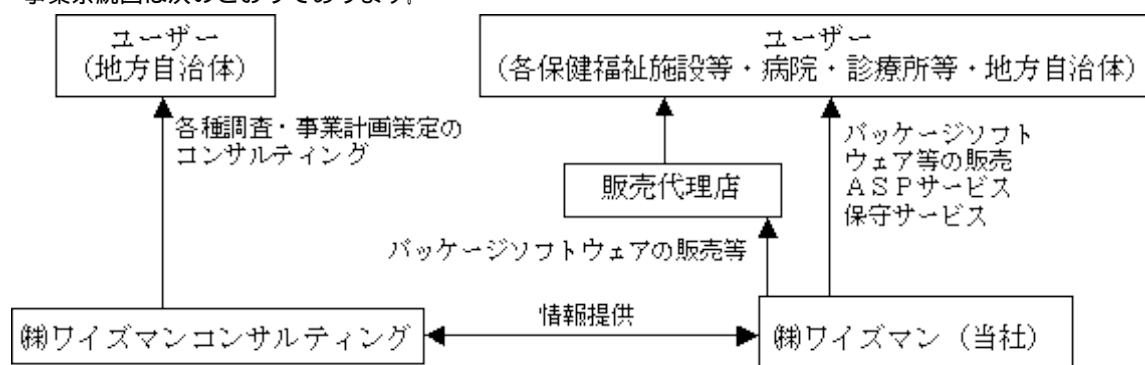 事業系統図は次のとおりであります。
ユーザー
(地方自治体)
ユーザー
(各保健福祉施設等・病院・診療所等・地方自治体)
各種調査・事業計画策定の
コンサルティング
パッケージソフト
ウェア等の販売
ＡＳＰサービス
保守サービス
販売代理店
パッケージソフトウェアの販売等
㈱ワイズマンコンサルティング
情報提供
㈱ワイズマン（当社）